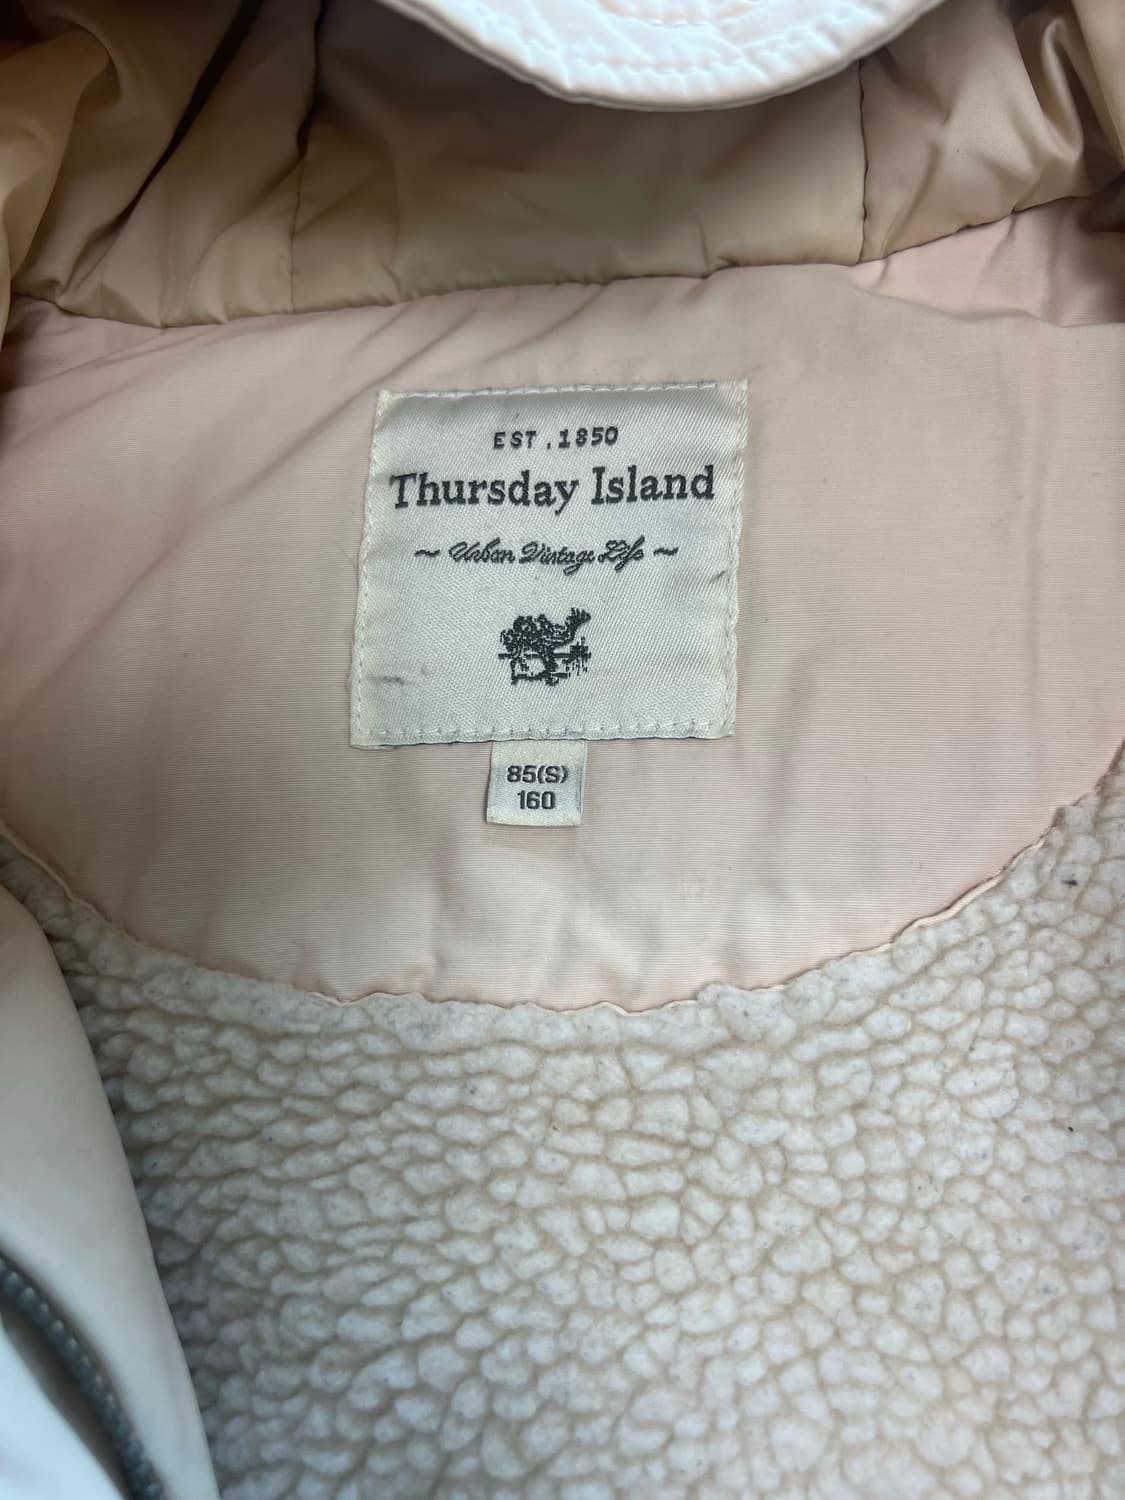 EST.1850
Thursday Island
~ Urban Vintage Life ~
85(S)
160